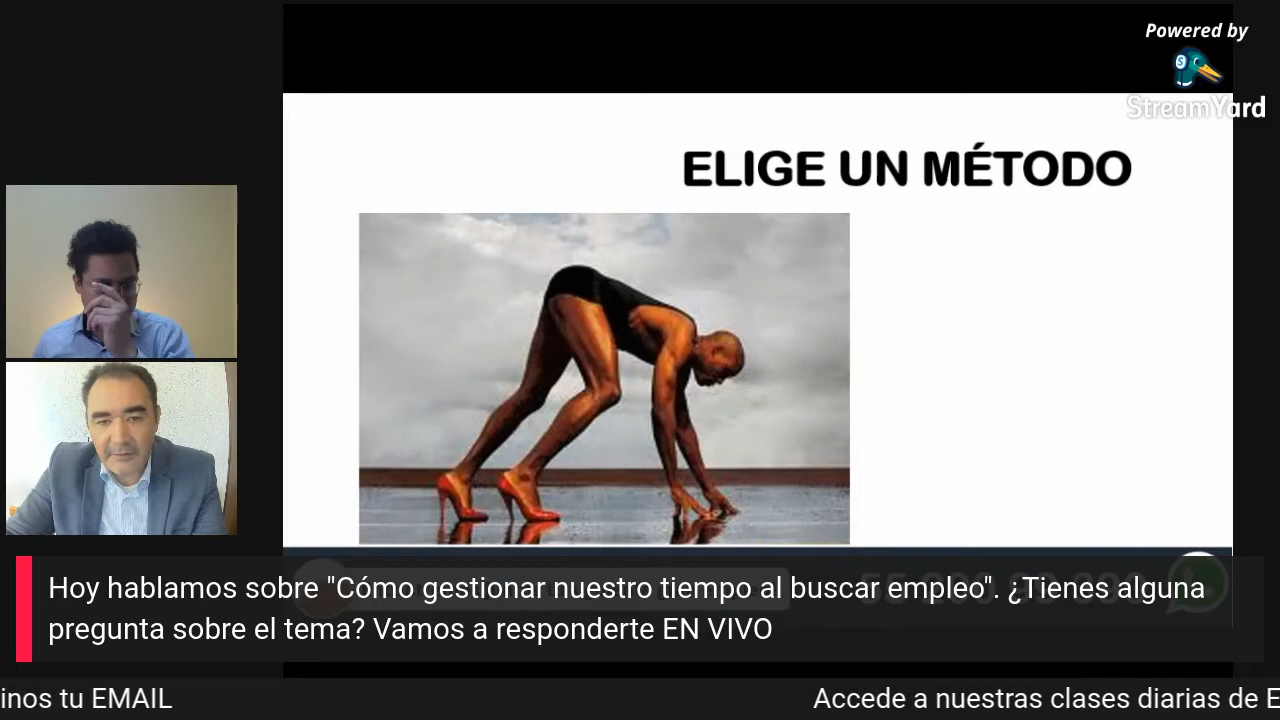 Powered by
StreamYard
ELIGE UN MÉTODO
Hoy hablamos sobre "Cómo gestionar nuestro tiempo al buscar empleo". ¿Tienes alguna
pregunta sobre el tema? Vamos a responderte EN VIVO
inos tu EMAIL
Accede a nuestras clases diarias de E